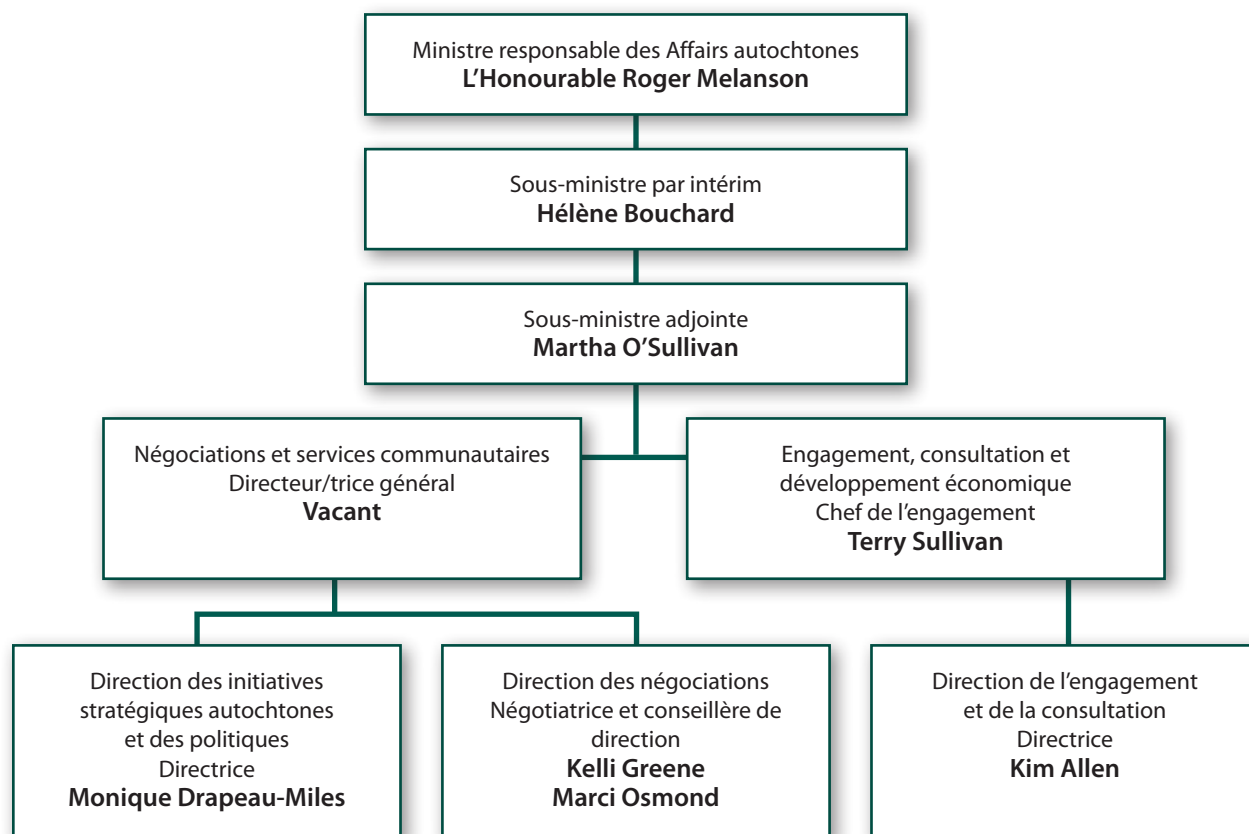 Ministre responsable des Affairs autochtones
L'Honourable Roger Melanson
Sous-ministre par intérim
Hélène Bouchard
Sous-ministre adjointe
Martha O'Sullivan
Négociations et services communautaires
Directeur/trice général
Vacant
Engagement, consultation et
développement économique
Chef de l'engagement
Terry Sullivan
Direction des initiatives
stratégiques autochtones
et des politiques
Directrice
Monique Drapeau-Miles
Direction des négociations
Négotiatrice et conseillère de
direction
Kelli Greene
Marci Osmond
Direction de l'engagement
et de la consultation
Directrice
Kim Allen